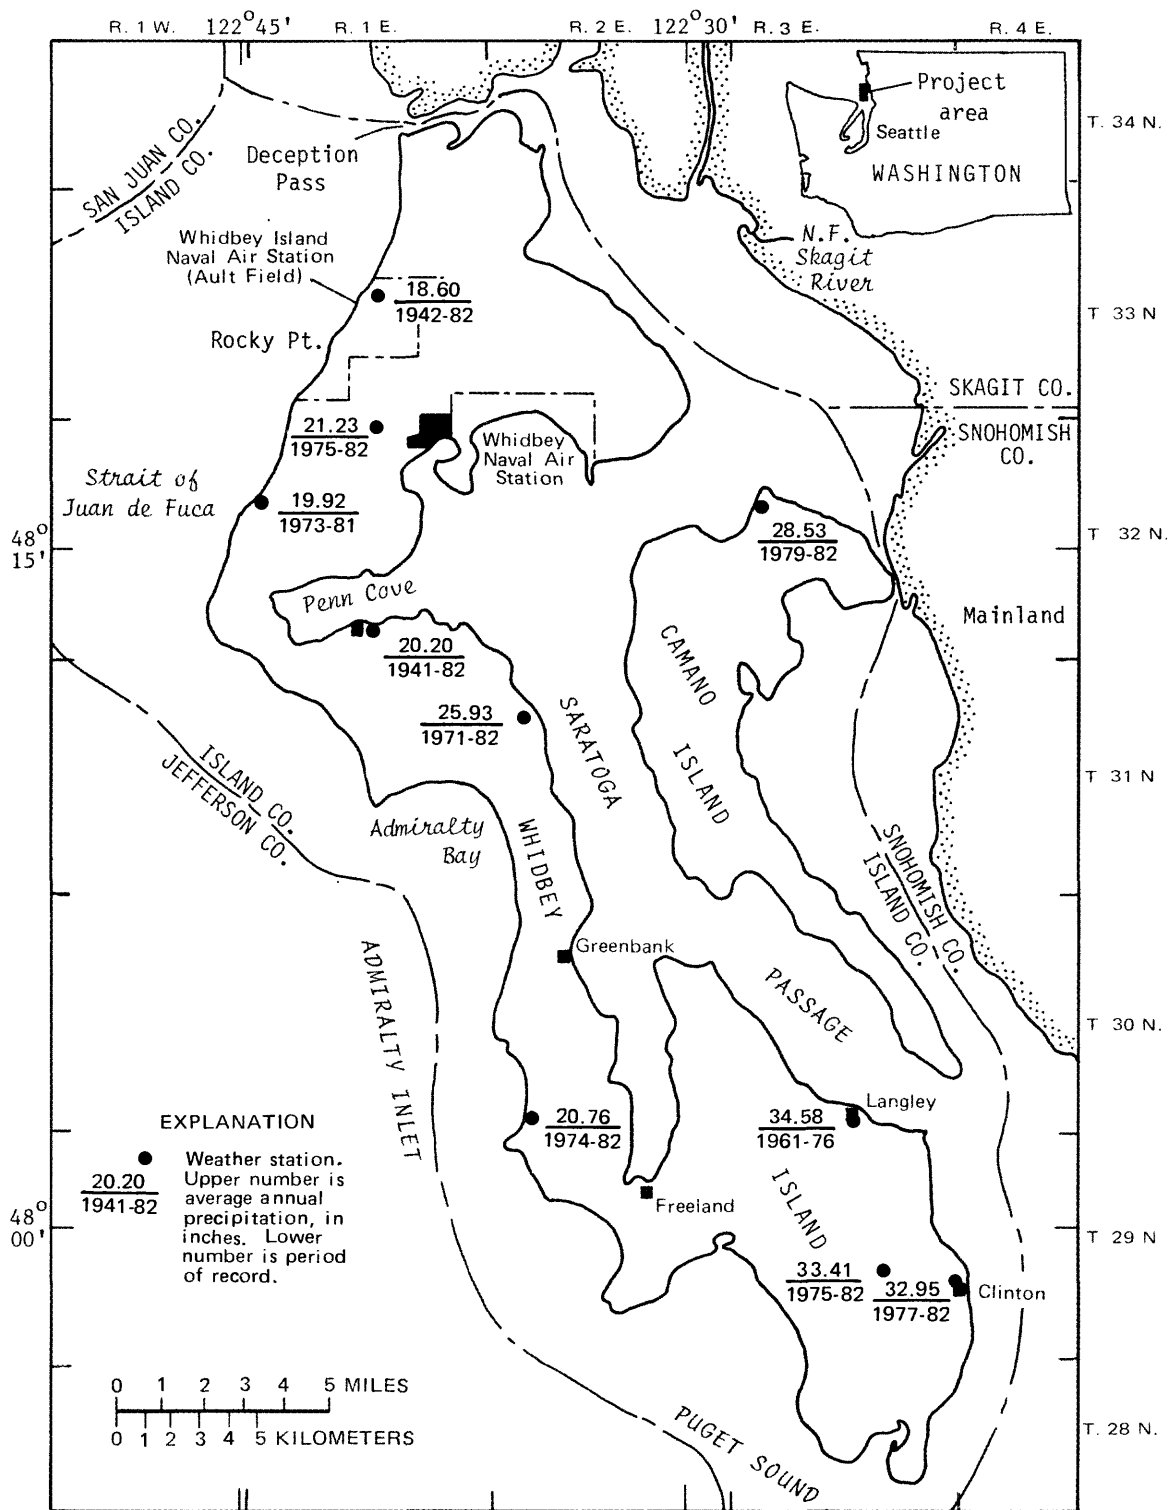 R. 1 W.
122°45'
R. 1 E.
R. 2 E.
122°30'
R. 3 E.
R. 4 E.
Project
area
Seattle
WASHINGTON
T. 34 N.
SAN JUAN CO.
ISLAND CO.
Deception
Pass
Whidbey Island
Naval Air Station
(Ault Field)
N.F.
Skagit
River
18.60
1942-82
T 33 N
Rocky Pt.
SKAGIT CO.
SNOHOMISH
CO.
21.23
1975-82
Whidbey
Naval Air
Station
Strait of
Juan de Fuca
19.92
1973-81
28.53
1979-82
T 32 N.
48°
15'
Penn Cove
Mainland
20.20
1941-82
CAMANO
ISLAND
25.93
1971-82
SARATOGA
PASSAGE
T 31 N
ISLAND CO.
JEFFERSON CO.
Admiralty
Bay
WHIDBEY
ISLAND
SNOHOMISH CO.
ISLAND CO.
Greenbank
ADMIRALTY INLET
T 30 N.
EXPLANATION
20.20
1941-82
Weather station.
Upper number is
average annual
precipitation, in
inches. Lower
number is period
of record.
20.76
1974-82
34.58
1961-76
Langley
Freeland
48°
00'
T 29 N
33.41
1975-82
32.95
1977-82
Clinton
0 1 2 3 4 5 MILES
0 1 2 3 4 5 KILOMETERS
PUGET SOUND
T. 28 N.